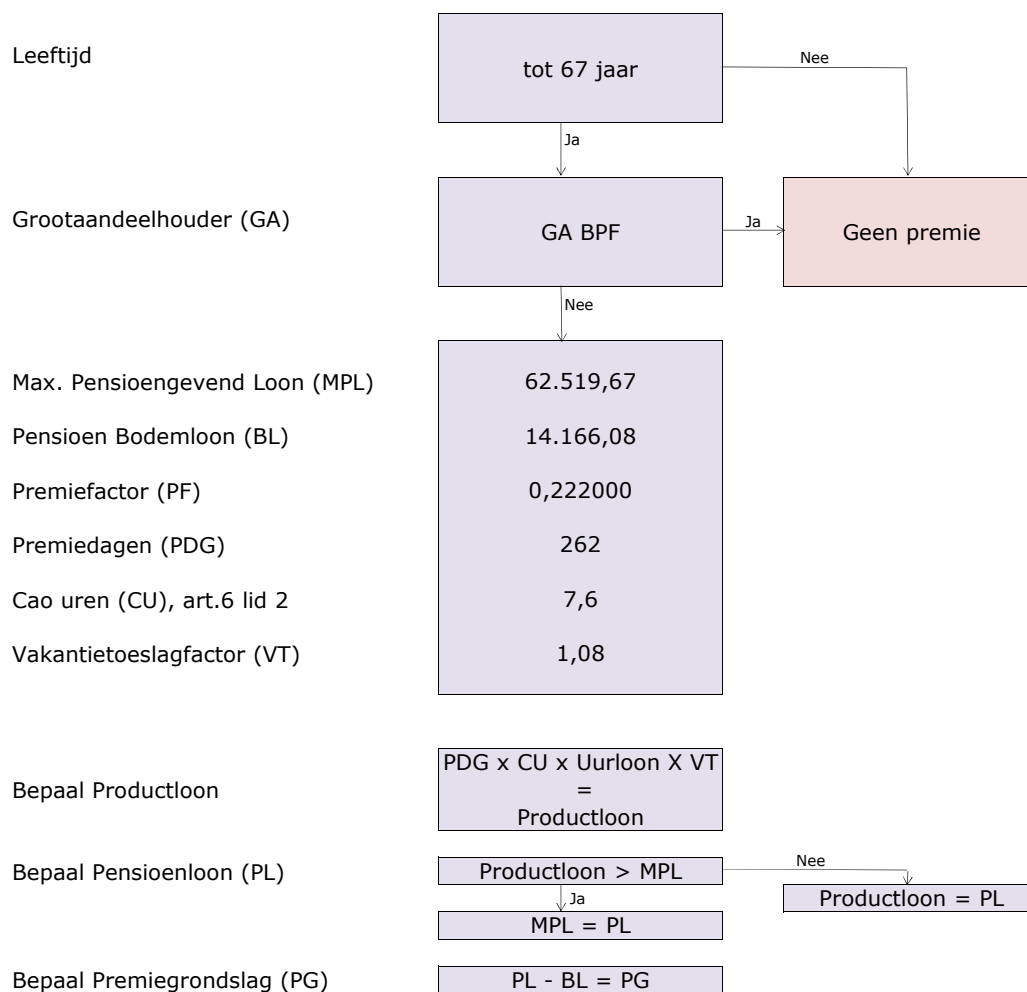 Leeftijd
tot 67 jaar
Nee
Ja
Grootaandeelhouder (GA)
GA BPF
Ja
Geen premie
Nee
Max. Pensioengevend Loon (MPL)
62.519,67
Pensioen Bodemloon (BL)
14.166,08
Premiefactor (PF)
0,222000
Premiedagen (PDG)
262
Cao uren (CU), art.6 lid 2
7,6
Vakantietoeslagfactor (VT)
1,08
Bepaal Productloon
PDG x CU x Uurloon X VT
=
Productloon
Bepaal Pensioenloon (PL)
Productloon > MPL
Nee
Productloon = PL
Ja
MPL = PL
Bepaal Premiegrondslag (PG)
PL - BL = PG